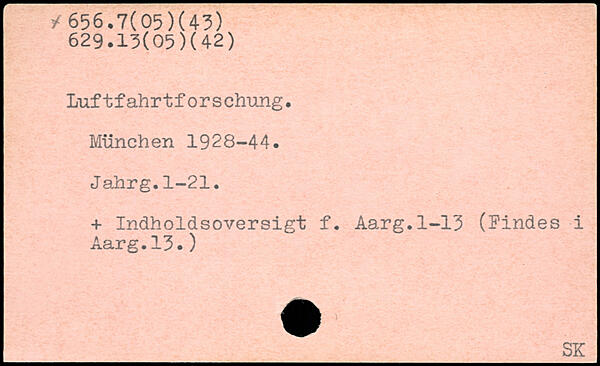 656.7(05)(43)
629.13(05)(42)
Luftfahrtforschung.
München 1928-44.
Jahrg.1-21.
+ Indholdsoversigt f. Aarg.1-13 (Findes i
Aarg.13.)
SK